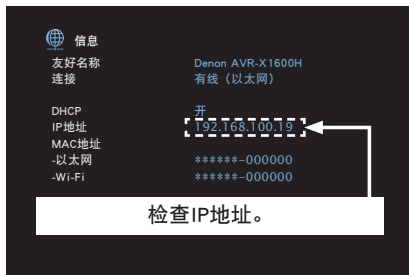 信息
友好名称 Denon AVR-X1600H
连接 有线（以太网）
DHCP 开
IP地址 192.168.100.19
MAC地址
-以太网 ******-000000
-Wi-Fi ******-000000
检查IP地址。